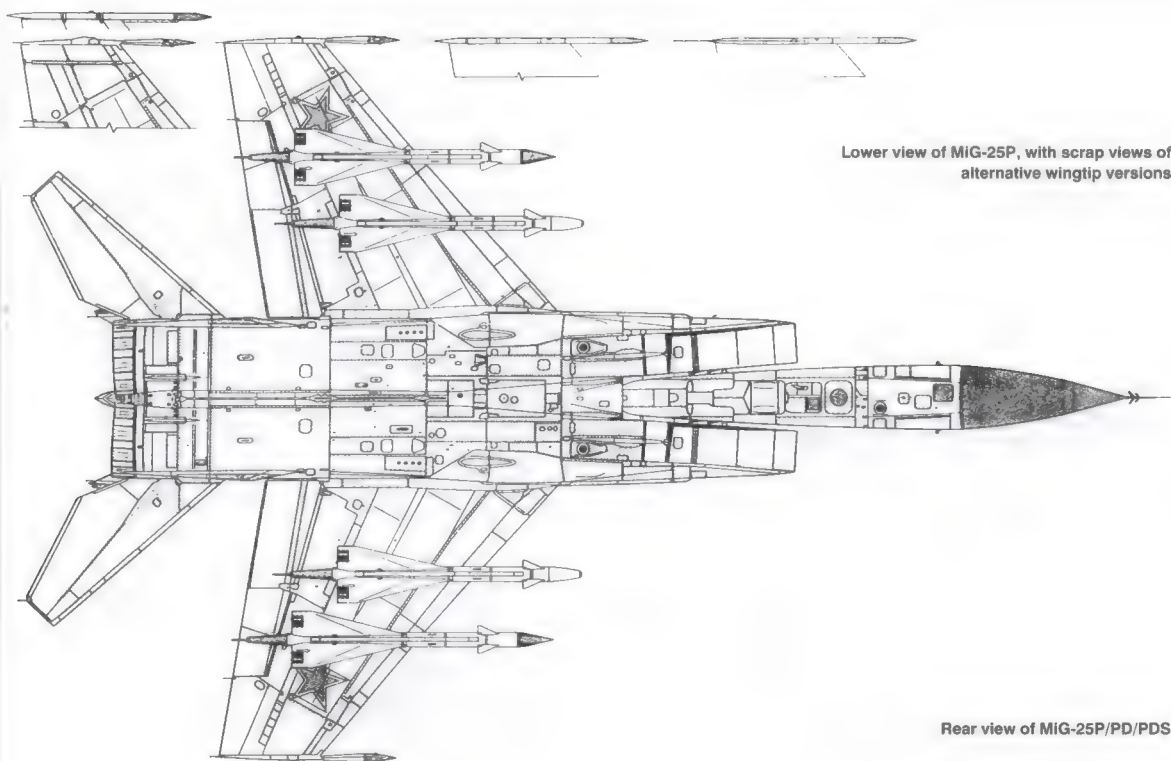 Lower view of MiG-25P, with scrap views of
alternative wingtip versions
Rear view of MiG-25P/PD/PDS